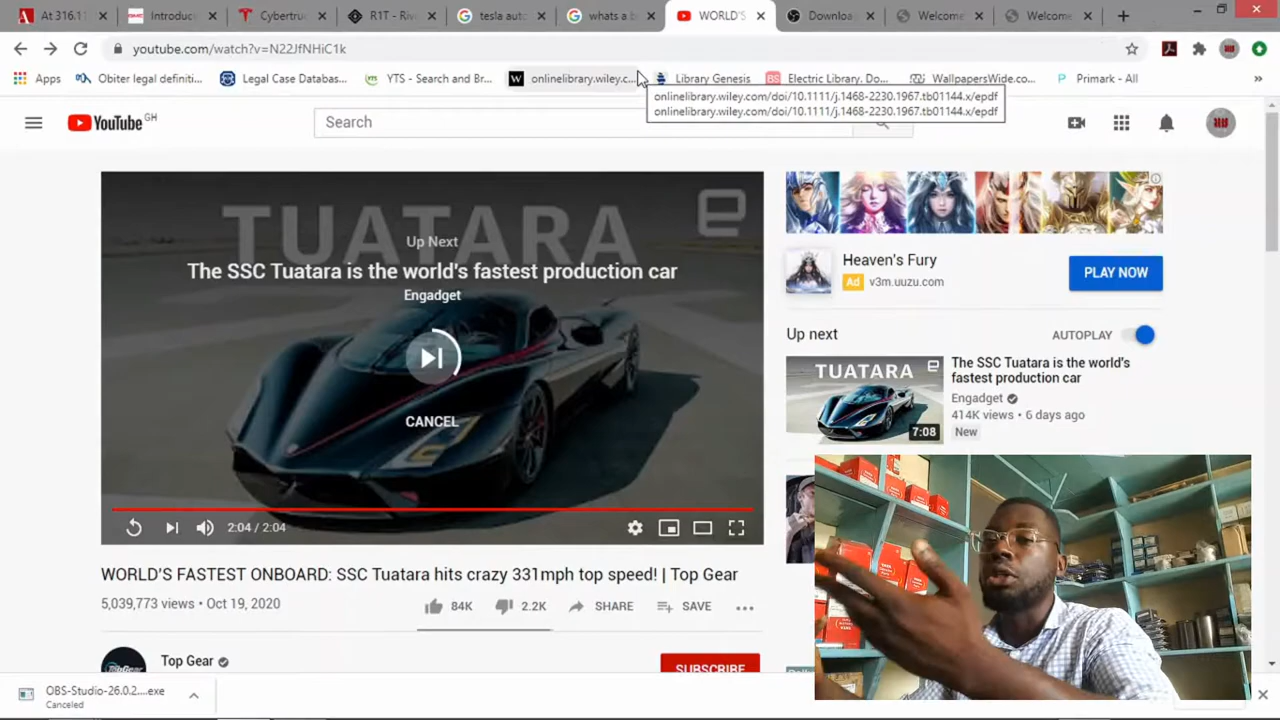 At 316.11
Introduc
Cybertruc
R1T - Riv
tesla auto
whats a b
WORLD'S
Downloa
Welcome
Welcome
youtube.com/watch?v=N22JfNHiC1k
Apps
Obiter legal definiti...
Legal Case Databas...
YTS - Search and Br...
onlinelibrary.wiley.c...
Library Genesis
BS Electric Library. Do...
WallpapersWide.co...
Primark - All
onlinelibrary.wiley.com/doi/10.1111/j.1468-2230.1967.tb01144.x/epdf
onlinelibrary.wiley.com/doi/10.1111/j.1468-2230.1967.tb01144.x/epdf
YouTube GH
Search
TUATARA
Up Next
The SSC Tuatara is the world's fastest production car
Engadget
CANCEL
2:04 / 2:04
WORLD'S FASTEST ONBOARD: SSC Tuatara hits crazy 331mph top speed! | Top Gear
5,039,773 views • Oct 19, 2020
84K
2.2K
SHARE
SAVE
Top Gear
SUBSCRIBE
Heaven's Fury
Ad v3m.uuzu.com
PLAY NOW
Up next
AUTOPLAY
TUATARA
7:08
The SSC Tuatara is the world's
fastest production car
Engadget
414K views • 6 days ago
New
OBS-Studio-26.0.2....exe
Canceled